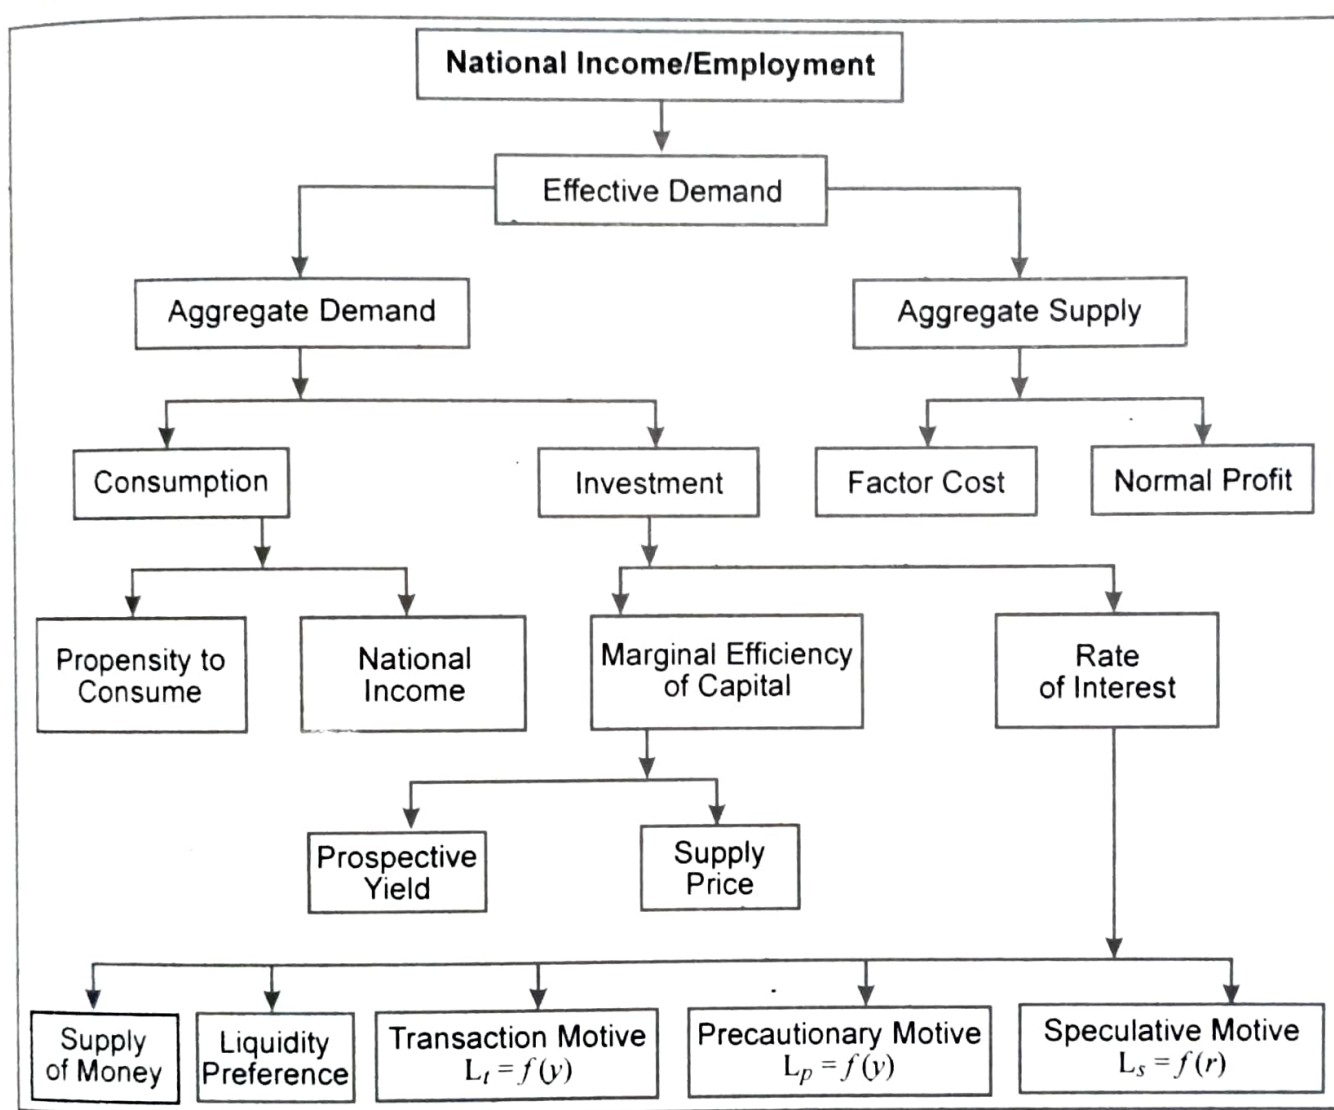 National Income/Employment
Effective Demand
Aggregate Demand
Aggregate Supply
Consumption
Investment
Factor Cost
Normal Profit
Propensity to
Consume
National
Income
Marginal Efficiency
of Capital
Rate
of Interest
Prospective
Yield
Supply
Price
Supply
of Money
Liquidity
Preference
Transaction Motive
Lₜ = f(y)
Precautionary Motive
Lₚ = f(y)
Speculative Motive
Lₛ = f(r)